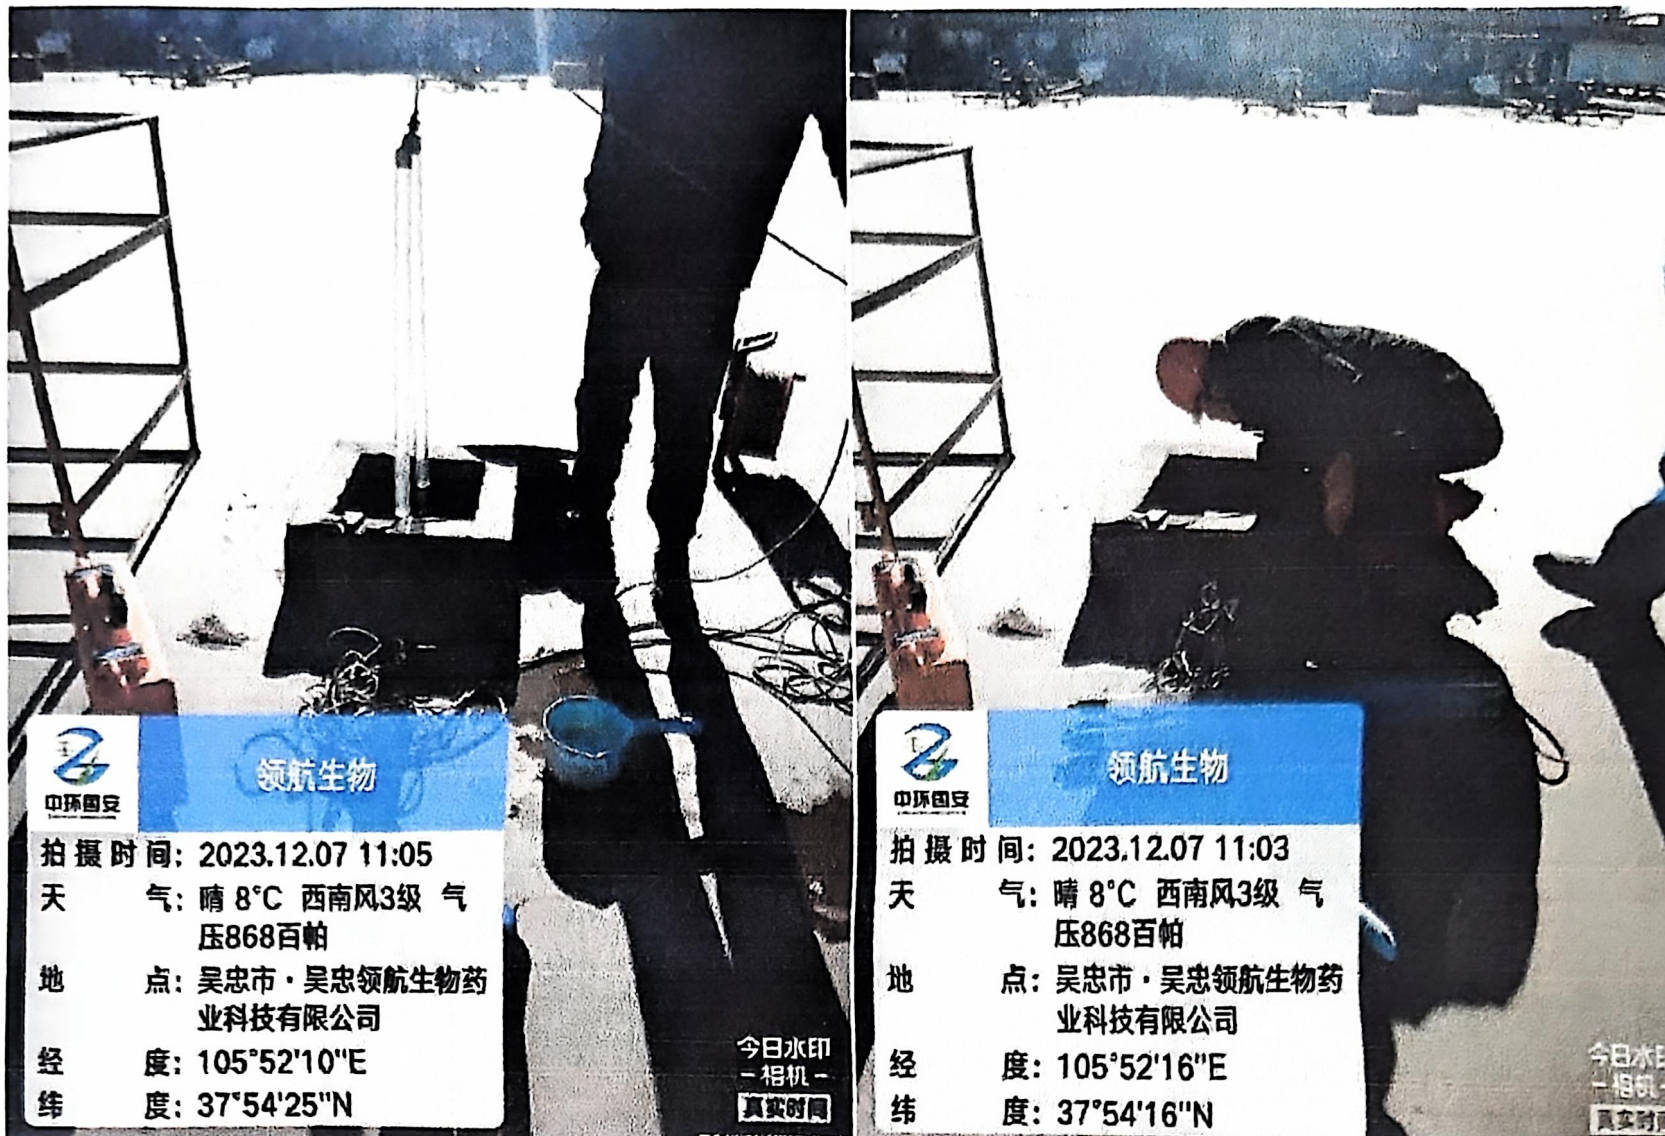 中环国安
领航生物
拍摄时间: 2023.12.07 11:05
天气: 晴 8°C 西南风3级 气
压868百帕
地点: 吴忠市·吴忠领航生物药
业科技有限公司
经度: 105°52'10"E
纬度: 37°54'25"N
今日水印
-相机-
真实时间
中环国安
领航生物
拍摄时间: 2023.12.07 11:03
天气: 晴 8°C 西南风3级 气
压868百帕
地点: 吴忠市·吴忠领航生物药
业科技有限公司
经度: 105°52'16"E
纬度: 37°54'16"N
今日水印
-相机-
真实时间